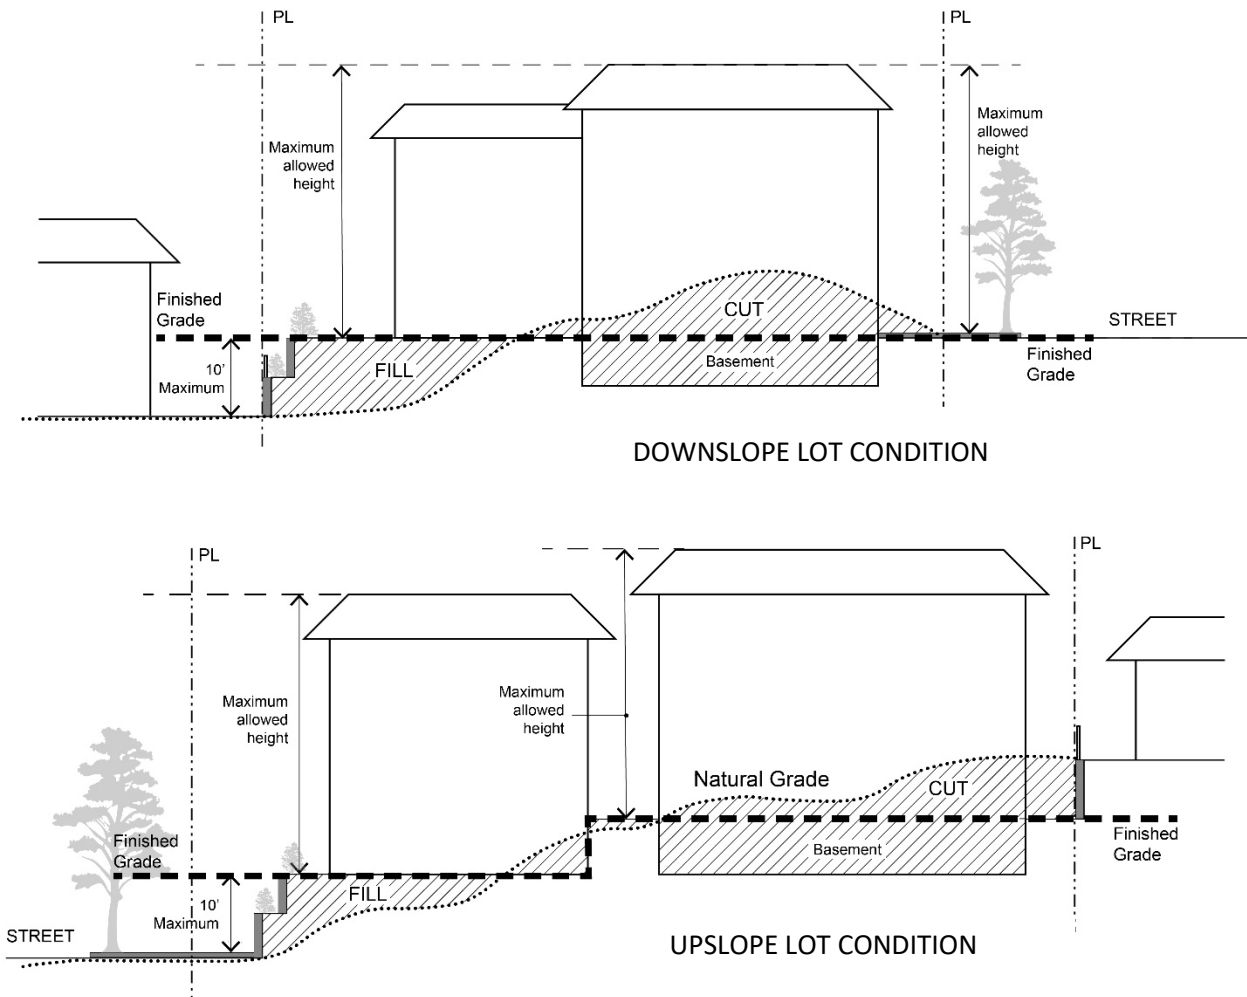 PL
PL
Maximum
allowed
height
Maximum
allowed
height
Finished
Grade
CUT
STREET
10'
Maximum
FILL
Basement
Finished
Grade
DOWNSLOPE LOT CONDITION
PL
PL
Maximum
allowed
height
Maximum
allowed
height
Natural Grade
CUT
Finished
Grade
Basement
Finished
Grade
10'
Maximum
FILL
STREET
UPSLOPE LOT CONDITION